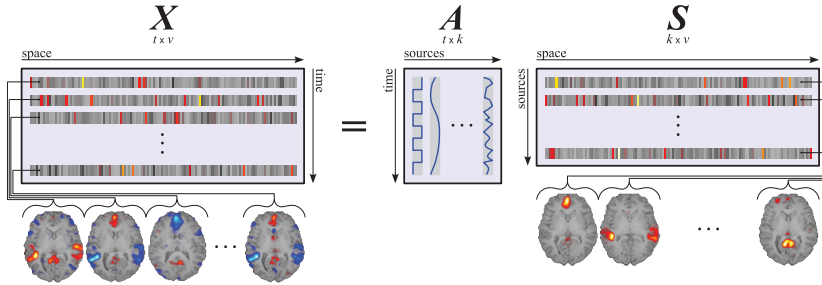 X
t x v
space
time
=
A
t x k
sources
time
S
k x v
space
sources